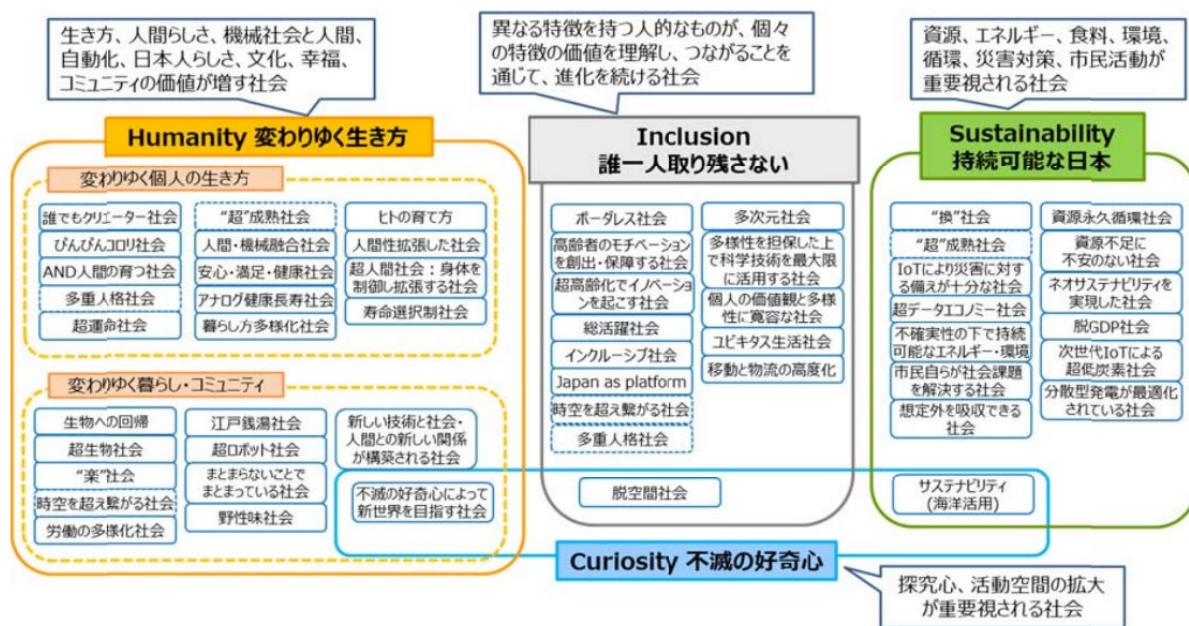 生き方、人間らしさ、機械社会と人間、
自動化、日本人らしさ、文化、幸福、
コミュニティの価値が増す社会
異なる特徴を持つ人的なものが、個々
の特徴の価値を理解し、つながることを
通じて、進化を続ける社会
資源、エネルギー、食料、環境、
循環、災害対策、市民活動が
重要視される社会
Humanity 変わりゆく生き方
変わりゆく個人の生き方
誰でもクリエーター社会
ぴんぴんコロリ社会
AND人間の育つ社会
多重人格社会
超運命社会
“超”成熟社会
人間・機械融合社会
安心・満足・健康社会
アナログ健康長寿社会
暮らし方多様化社会
ヒトの育て方
人間性拡張した社会
超人間社会：身体を
制御し拡張する社会
寿命選択制社会
変わりゆく暮らし・コミュニティ
生物への回帰
超生物社会
“楽”社会
時空を超え繋がる社会
労働の多様化社会
江戸銭湯社会
超ロボット社会
まとまらないことで
まとまっている社会
野性味社会
新しい技術と社会・
人間との新しい関係
が構築される社会
不滅の好奇心によって
新世界を目指す社会
Inclusion
誰一人取り残さない
ボーダレス社会
高齢者のモチベーション
を創出・保障する社会
超高齢化でイノベーショ
ンを起こす社会
総活躍社会
インクルーシブ社会
Japan as platform
時空を超え繋がる社会
多重人格社会
多次元社会
多様性を担保した上
で科学技術を最大限
に活用する社会
個人の価値観と多様
性に寛容な社会
ユビキタス生活社会
移動と物流の高度化
脱空間社会
Sustainability
持続可能な日本
“換”社会
“超”成熟社会
IoTにより災害に対す
る備えが十分な社会
超データエコノミー社会
不確実性の下で持続
可能なエネルギー・環境
市民自らが社会課題
を解決する社会
想定外を吸収できる
社会
資源永久循環社会
資源不足に
不安のない社会
ネオサステナビリティを
実現した社会
脱GDP社会
次世代IoTによる
超低炭素社会
分散型発電が最適化
されている社会
サステナビリティ
(海洋活用)
Curiosity 不滅の好奇心
探究心、活動空間の拡大
が重要視される社会